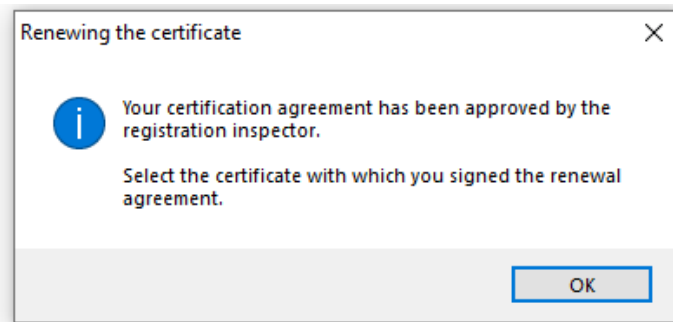 Renewing the certificate
Your certification agreement has been approved by the
registration inspector.
Select the certificate with which you signed the renewal
agreement.
OK